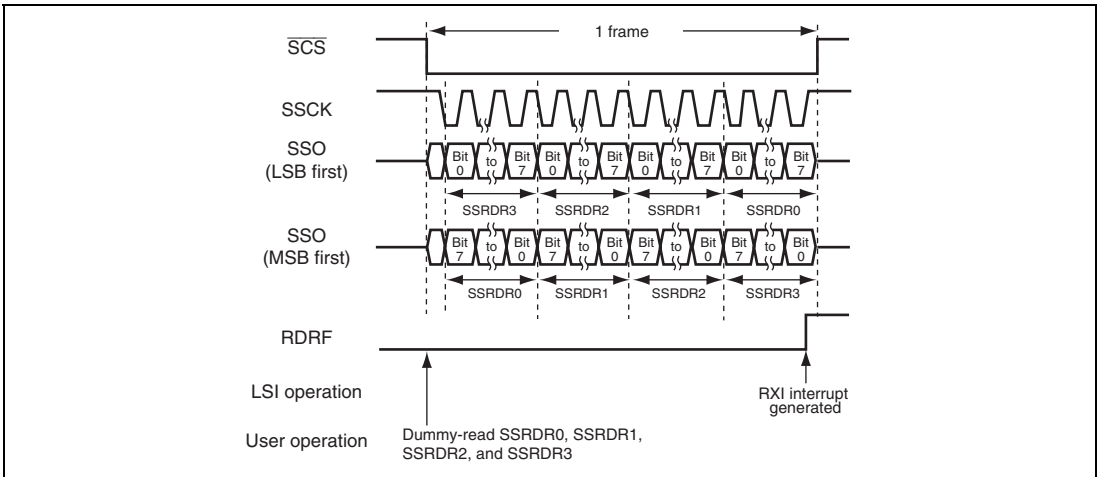 1 frame
SCS
SSCK
SSO
(LSB first)
Bit 0 to Bit 7 Bit 0 to Bit 7 Bit 0 to Bit 7 Bit 0 to Bit 7
SSRDR3 SSRDR2 SSRDR1 SSRDR0
SSO
(MSB first)
Bit 7 to Bit 0 Bit 7 to Bit 0 Bit 7 to Bit 0 Bit 7 to Bit 0
SSRDR0 SSRDR1 SSRDR2 SSRDR3
RDRF
LSI operation
RXI interrupt
generated
User operation
Dummy-read SSRDR0, SSRDR1,
SSRDR2, and SSRDR3